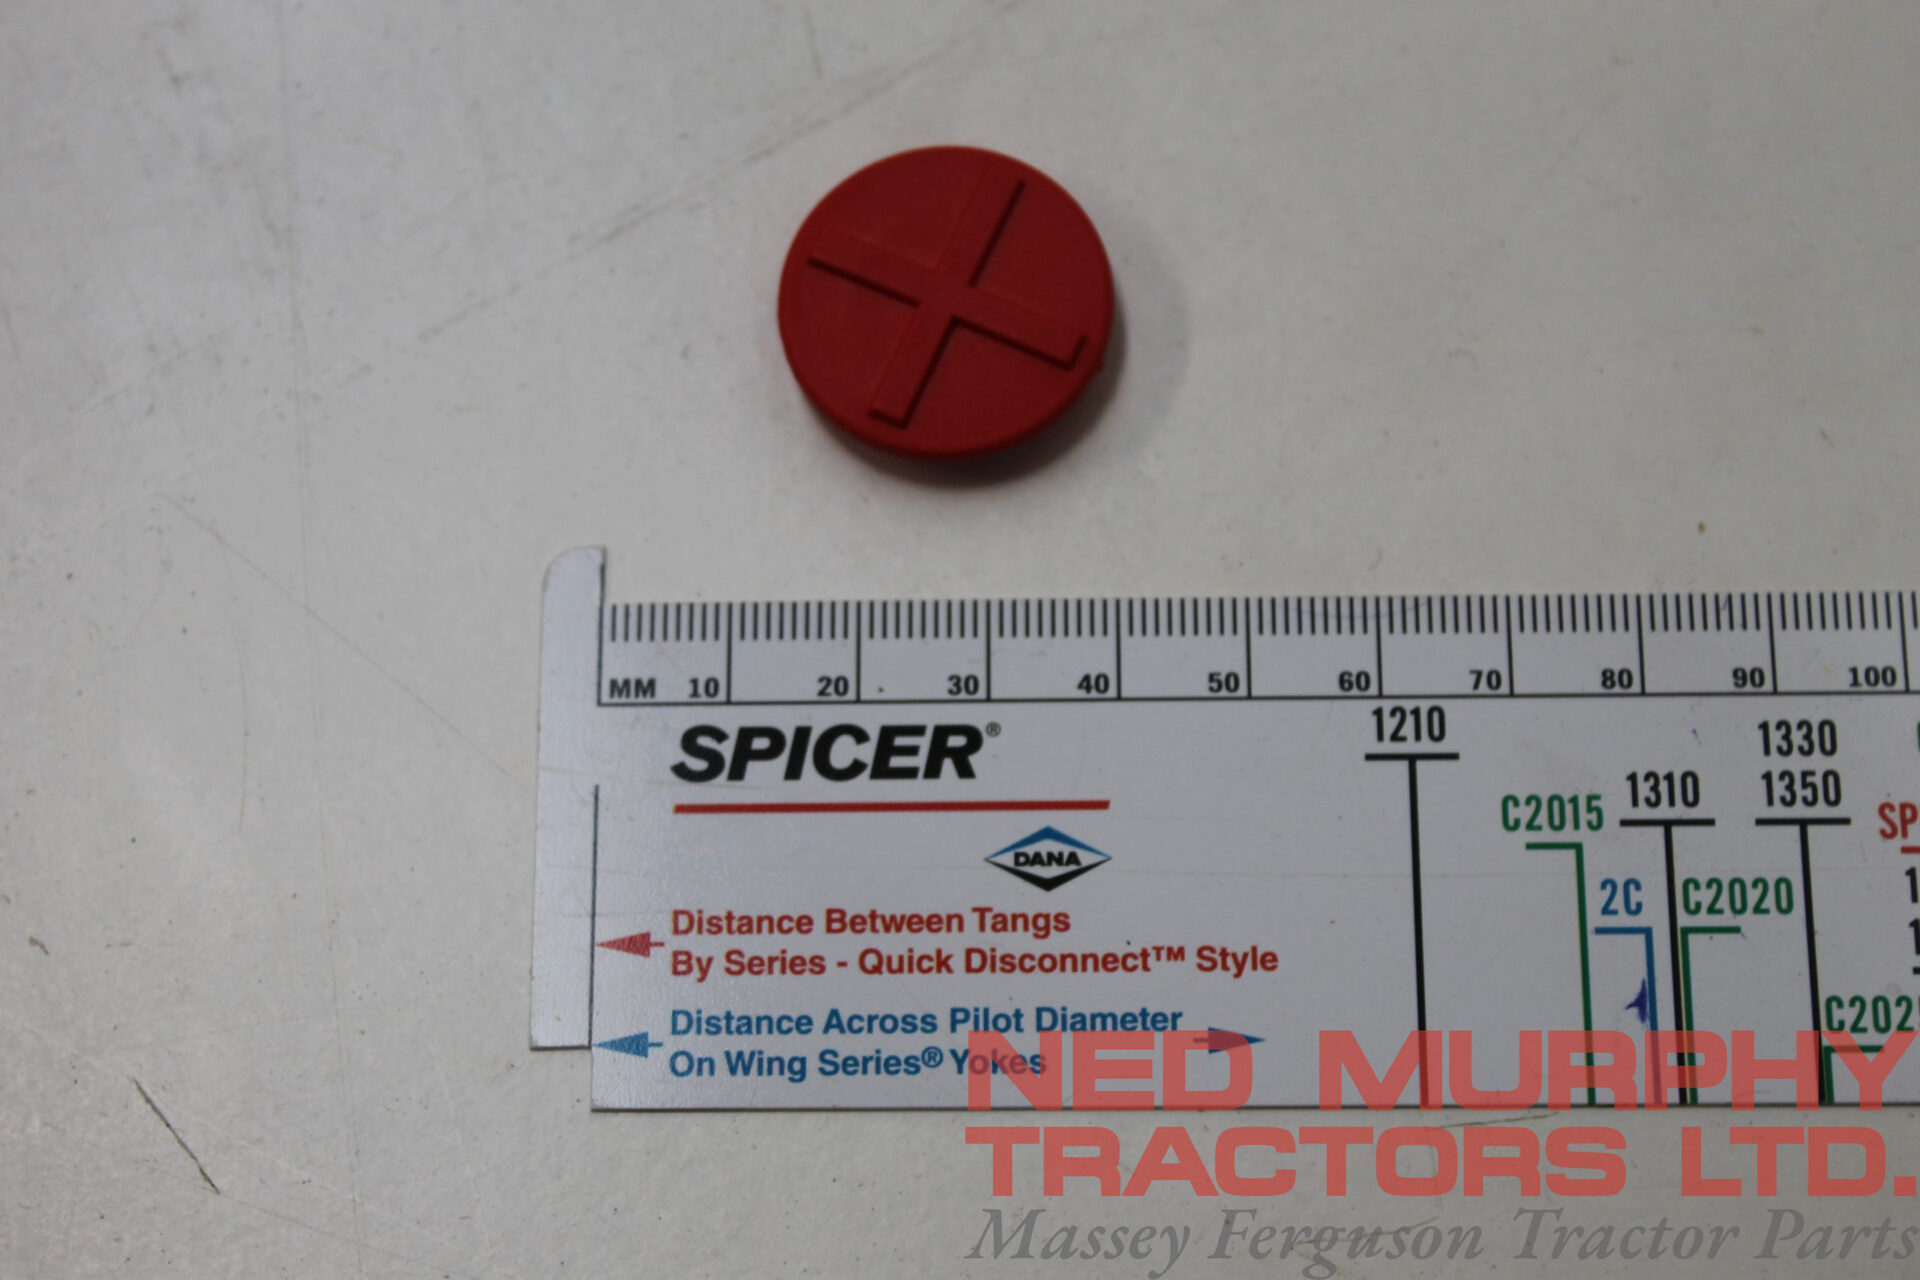 MM 10 20 30 40 50 60 70 80 90 100
SPICER®
1210
1330
1310
1350
C2015
SP
DANA
2C
C2020
Distance Between Tangs
By Series - Quick Disconnect™ Style
Distance Across Pilot Diameter
On Wing Series® Yokes
NED MURPHY
TRACTORS LTD.
Massey Ferguson Tractor Parts